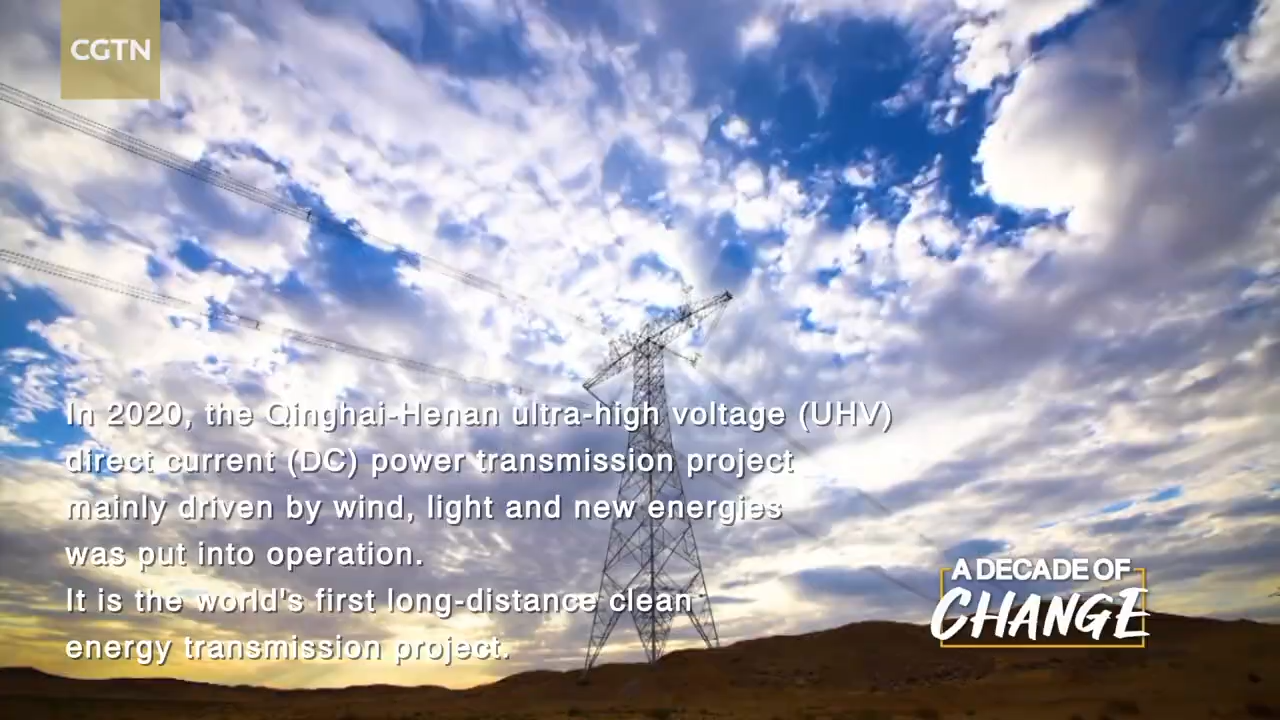 CGTN
In 2020, the Qinghai-Henan ultra-high voltage (UHV)
direct current (DC) power transmission project
mainly driven by wind, light and new energies
was put into operation.
It is the world's first long-distance clean
energy transmission project.
A DECADE OF
CHANGE